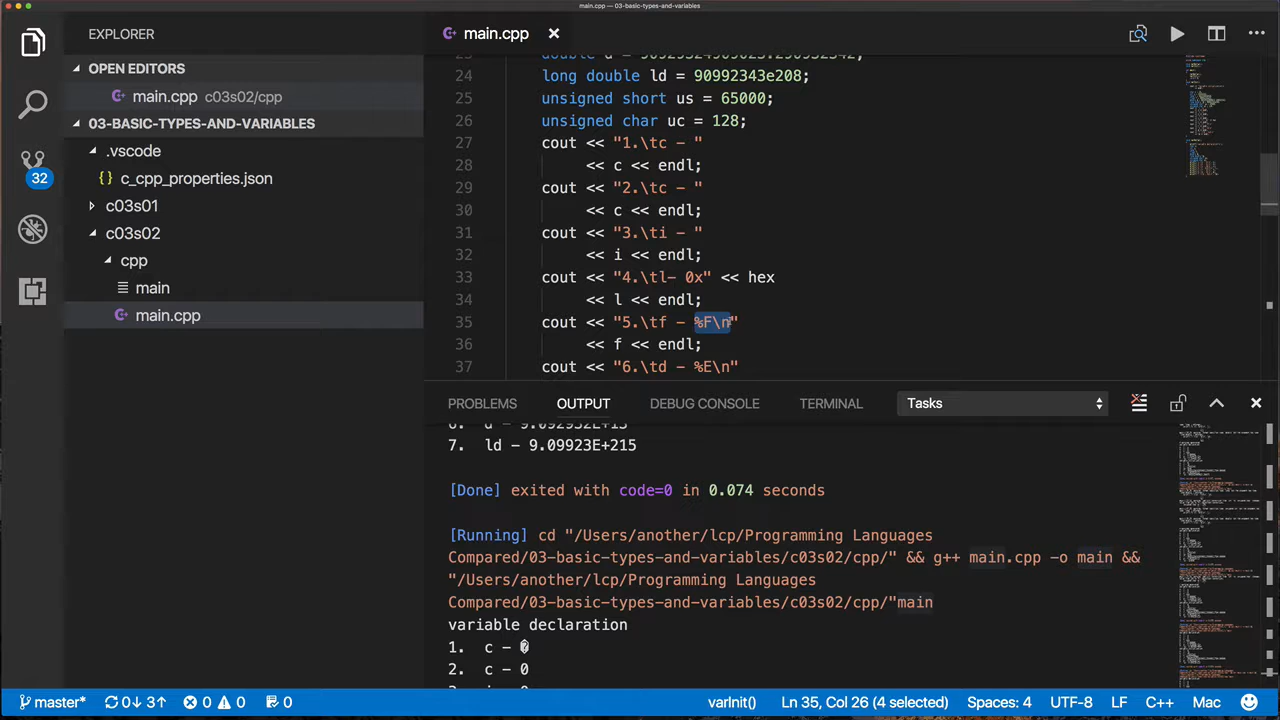 main.cpp — 03-basic-types-and-variables
EXPLORER
OPEN EDITORS
main.cpp c03s02/cpp
03-BASIC-TYPES-AND-VARIABLES
.vscode
{} c_cpp_properties.json
32
c03s01
c03s02
cpp
main
main.cpp
main.cpp
24 long double ld = 90992343e208;
25 unsigned short us = 65000;
26 unsigned char uc = 128;
27 cout << "1.\tc - "
28 << c << endl;
29 cout << "2.\tc - "
30 << c << endl;
31 cout << "3.\ti - "
32 << i << endl;
33 cout << "4.\tl- 0x" << hex
34 << l << endl;
35 cout << "5.\tf - %F\n"
36 << f << endl;
37 cout << "6.\td - %E\n"
PROBLEMS OUTPUT DEBUG CONSOLE TERMINAL Tasks
7. ld - 9.09923E+215
[Done] exited with code=0 in 0.074 seconds
[Running] cd "/Users/another/lcp/Programming Languages
Compared/03-basic-types-and-variables/c03s02/cpp/" && g++ main.cpp -o main &&
"/Users/another/lcp/Programming Languages
Compared/03-basic-types-and-variables/c03s02/cpp/"main
variable declaration
1. c - �
2. c - 0
master* 0↓ 3↑ 0 0 0 varInit() Ln 35, Col 26 (4 selected) Spaces: 4 UTF-8 LF C++ Mac